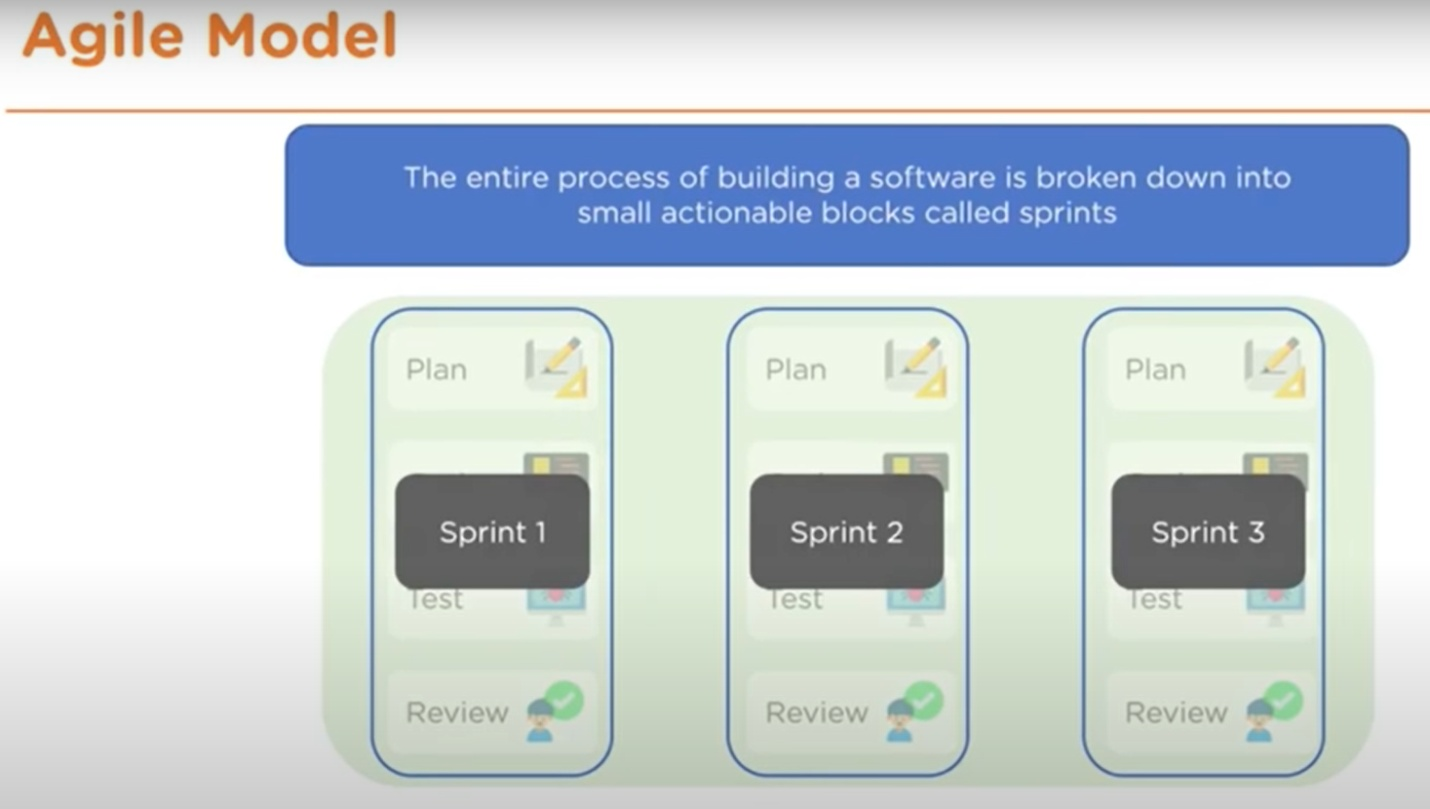 Agile Model
The entire process of building a software is broken down into
small actionable blocks called sprints
Plan
Plan
Plan
Sprint 1
Sprint 2
Sprint 3
Test
Test
Test
Review
Review
Review